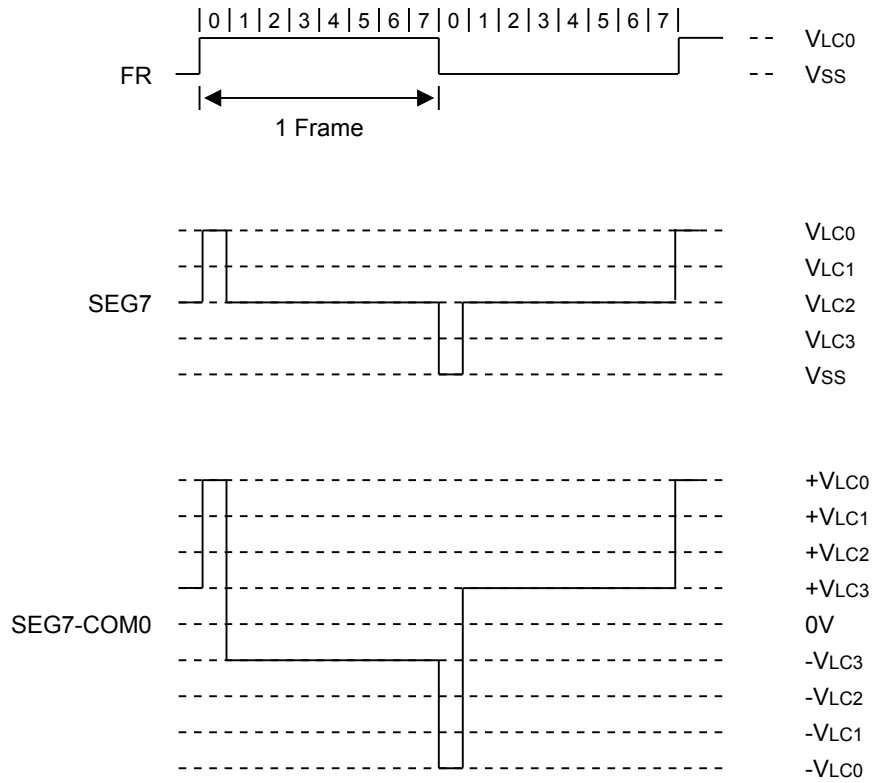 0 1 2 3 4 5 6 7 0 1 2 3 4 5 6 7
VLC0
FR
VSS
1 Frame
VLC0
VLC1
SEG7
VLC2
VLC3
VSS
+VLC0
+VLC1
+VLC2
+VLC3
SEG7-COM0
0V
-VLC3
-VLC2
-VLC1
-VLC0